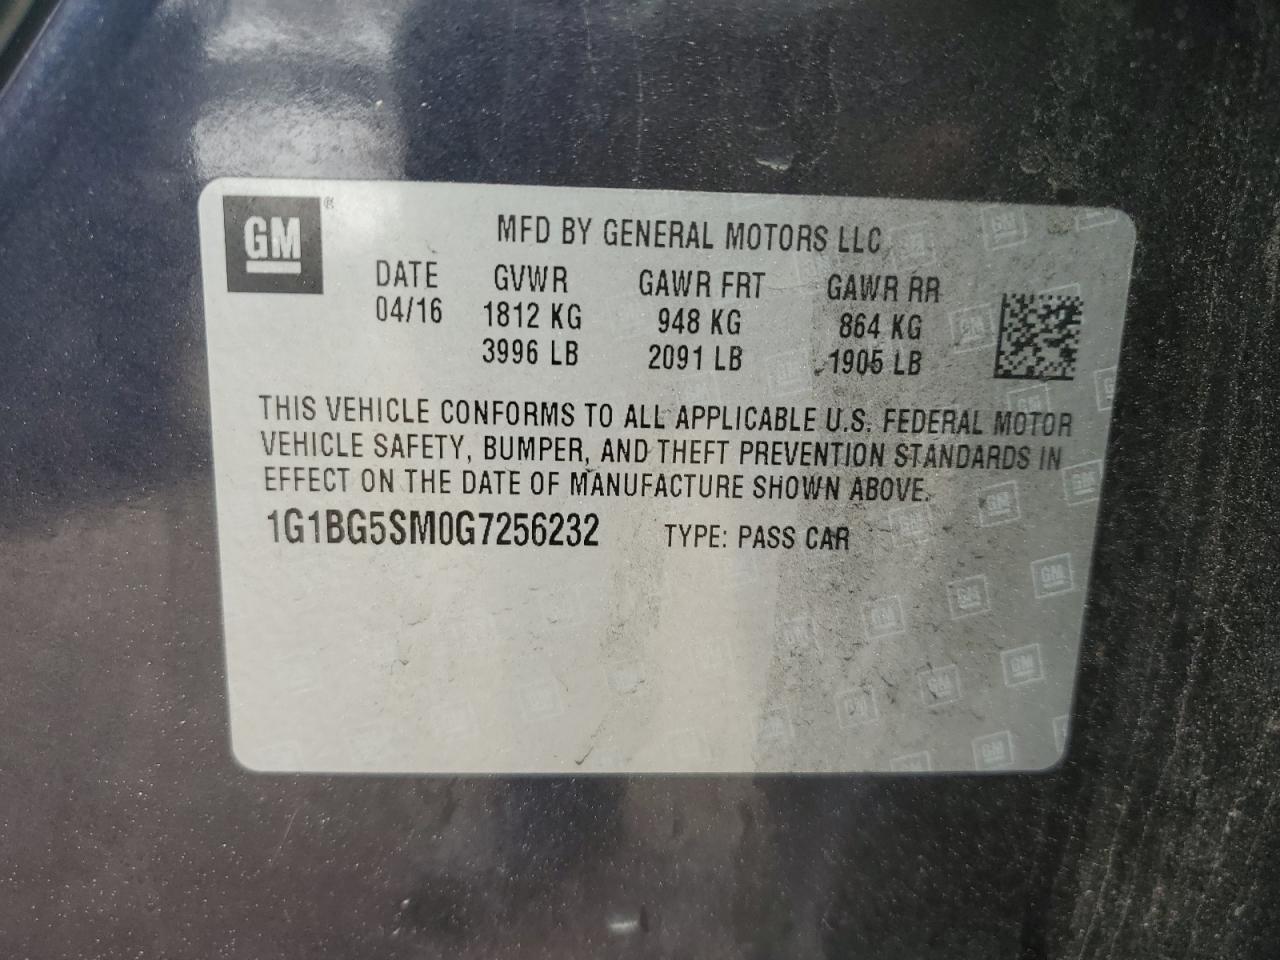 GM ®
MFD BY GENERAL MOTORS LLC
DATE GVWR GAWR FRT GAWR RR
04/16 1812 KG 948 KG 864 KG
3996 LB 2091 LB 1905 LB
THIS VEHICLE CONFORMS TO ALL APPLICABLE U.S. FEDERAL MOTOR
VEHICLE SAFETY, BUMPER, AND THEFT PREVENTION STANDARDS IN
EFFECT ON THE DATE OF MANUFACTURE SHOWN ABOVE.
1G1BG5SM0G7256232 TYPE: PASS CAR